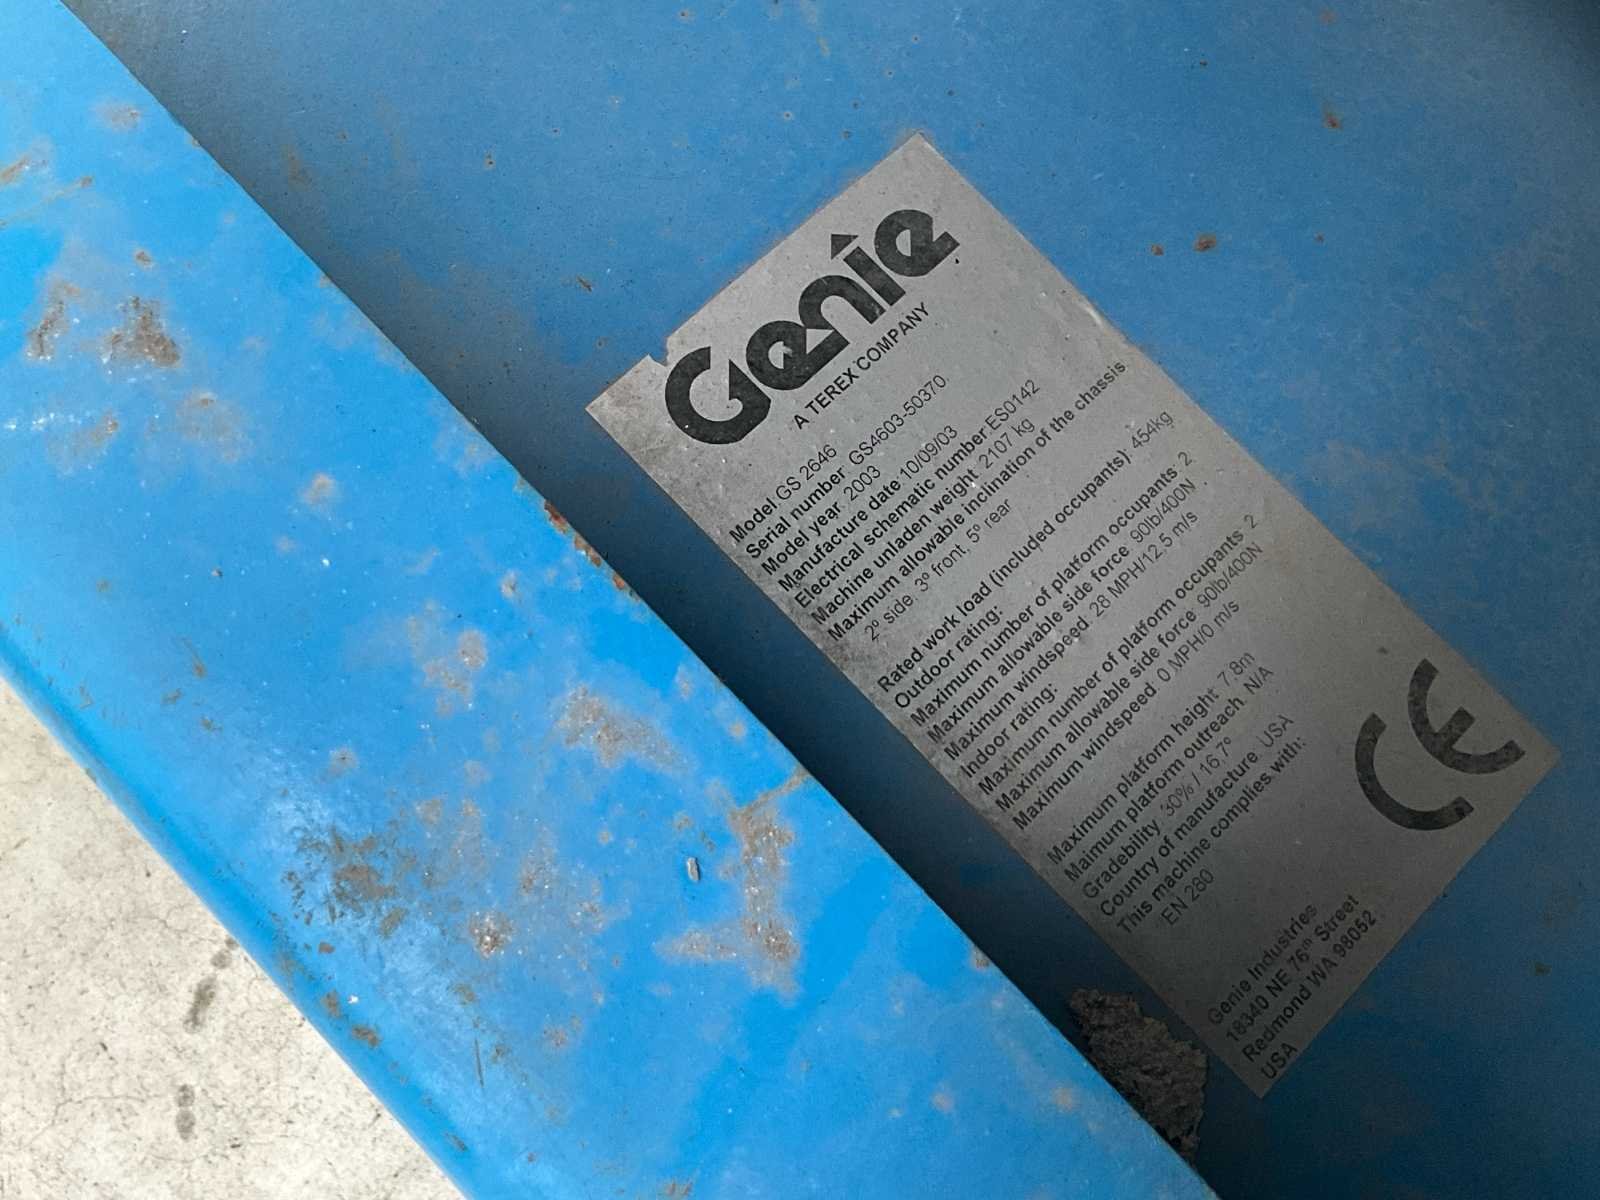 Genie
A TEREX COMPANY
Model GS 2646
Serial number GS4603-50370
Model year 2003
Manufacture date 10/09/03
Electrical schematic number ES0142
Machine unladen weight 2107 kg
Maximum allowable inclination of the chassis
2º side. 3º front, 5º rear
Rated work load (included occupants): 454kg
Outdoor rating:
Maximum number of platform occupants 2
Maximum allowable side force 90lb/400N
Maximum windspeed 28 MPH/12,5 m/s
Indoor rating:
Maximum number of platform occupants 2
Maximum allowable side force 90lb/400N
Maximum windspeed 0 MPH/0 m/s
Maximum platform height 7.8m
Maimum platform outreach. N/A
Gradebility 30% / 16,7°
Country of manufacture USA
This machine complies with:
EN 280
CE
Genie Industries
18340 NE 76th Street
Redmond WA 98052
USA